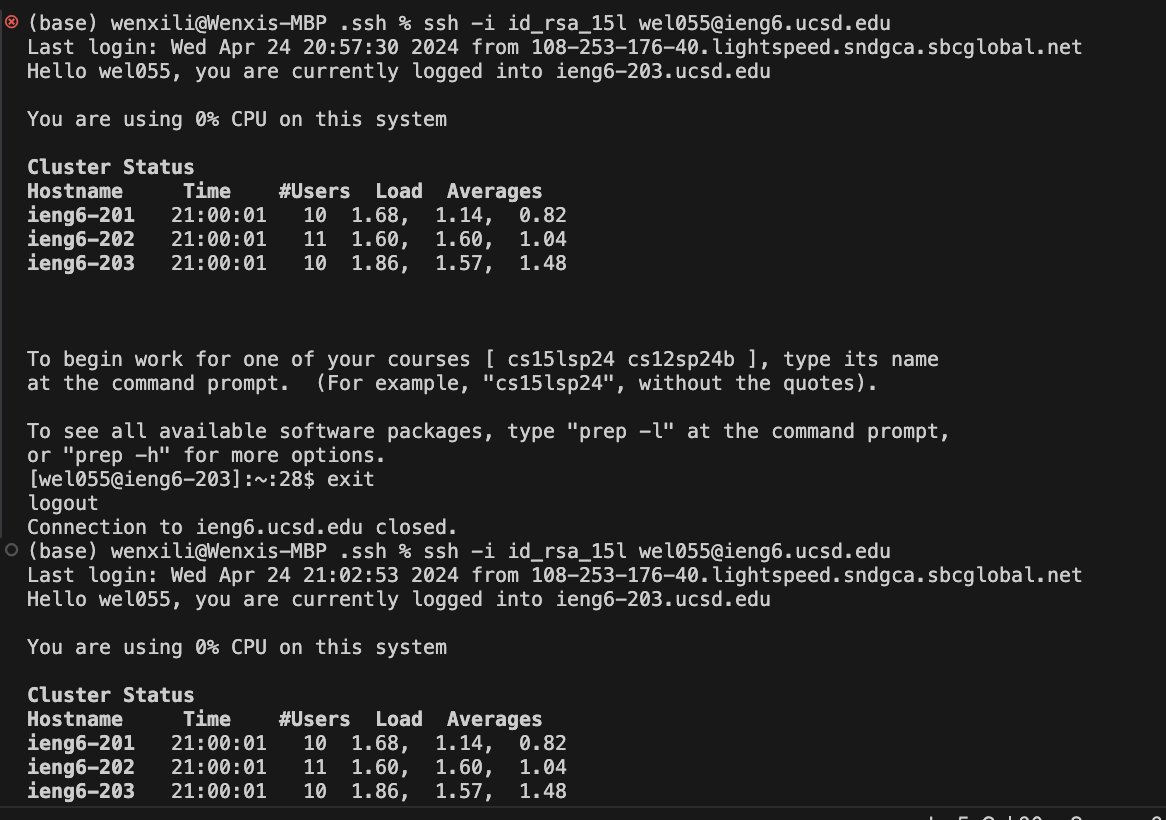 (base) wenxili@Wenxis-MBP .ssh % ssh -i id_rsa_15l wel055@ieng6.ucsd.edu
Last login: Wed Apr 24 20:57:30 2024 from 108-253-176-40.lightspeed.sndgca.sbcglobal.net
Hello wel055, you are currently logged into ieng6-203.ucsd.edu
You are using 0% CPU on this system
Cluster Status
Hostname     Time    #Users  Load  Averages
ieng6-201   21:00:01   10  1.68,  1.14,  0.82
ieng6-202   21:00:01   11  1.60,  1.60,  1.04
ieng6-203   21:00:01   10  1.86,  1.57,  1.48
To begin work for one of your courses [ cs15lsp24 cs12sp24b ], type its name
at the command prompt.  (For example, "cs15lsp24", without the quotes).
To see all available software packages, type "prep -l" at the command prompt,
or "prep -h" for more options.
[wel055@ieng6-203]:~:28$ exit
logout
Connection to ieng6.ucsd.edu closed.
(base) wenxili@Wenxis-MBP .ssh % ssh -i id_rsa_15l wel055@ieng6.ucsd.edu
Last login: Wed Apr 24 21:02:53 2024 from 108-253-176-40.lightspeed.sndgca.sbcglobal.net
Hello wel055, you are currently logged into ieng6-203.ucsd.edu
You are using 0% CPU on this system
Cluster Status
Hostname     Time    #Users  Load  Averages
ieng6-201   21:00:01   10  1.68,  1.14,  0.82
ieng6-202   21:00:01   11  1.60,  1.60,  1.04
ieng6-203   21:00:01   10  1.86,  1.57,  1.48